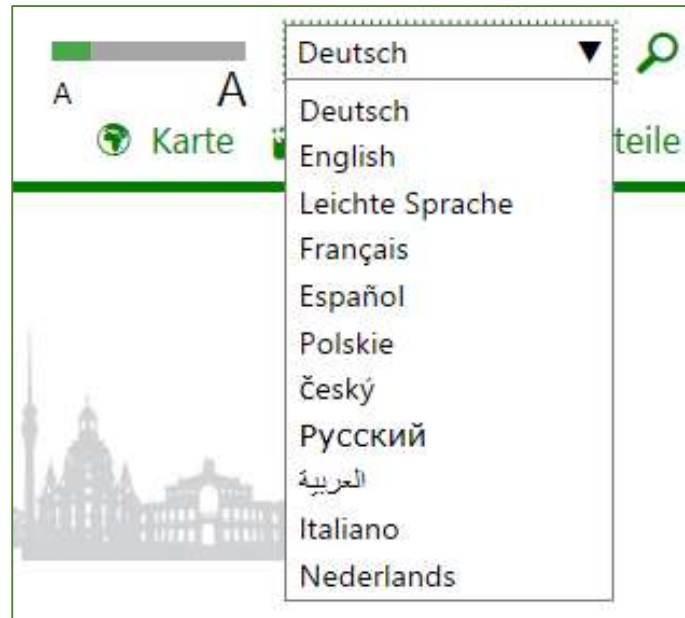 A A
Deutsch
Karte teile
Deutsch
English
Leichte Sprache
Français
Español
Polskie
Český
Русский
العربية
Italiano
Nederlands